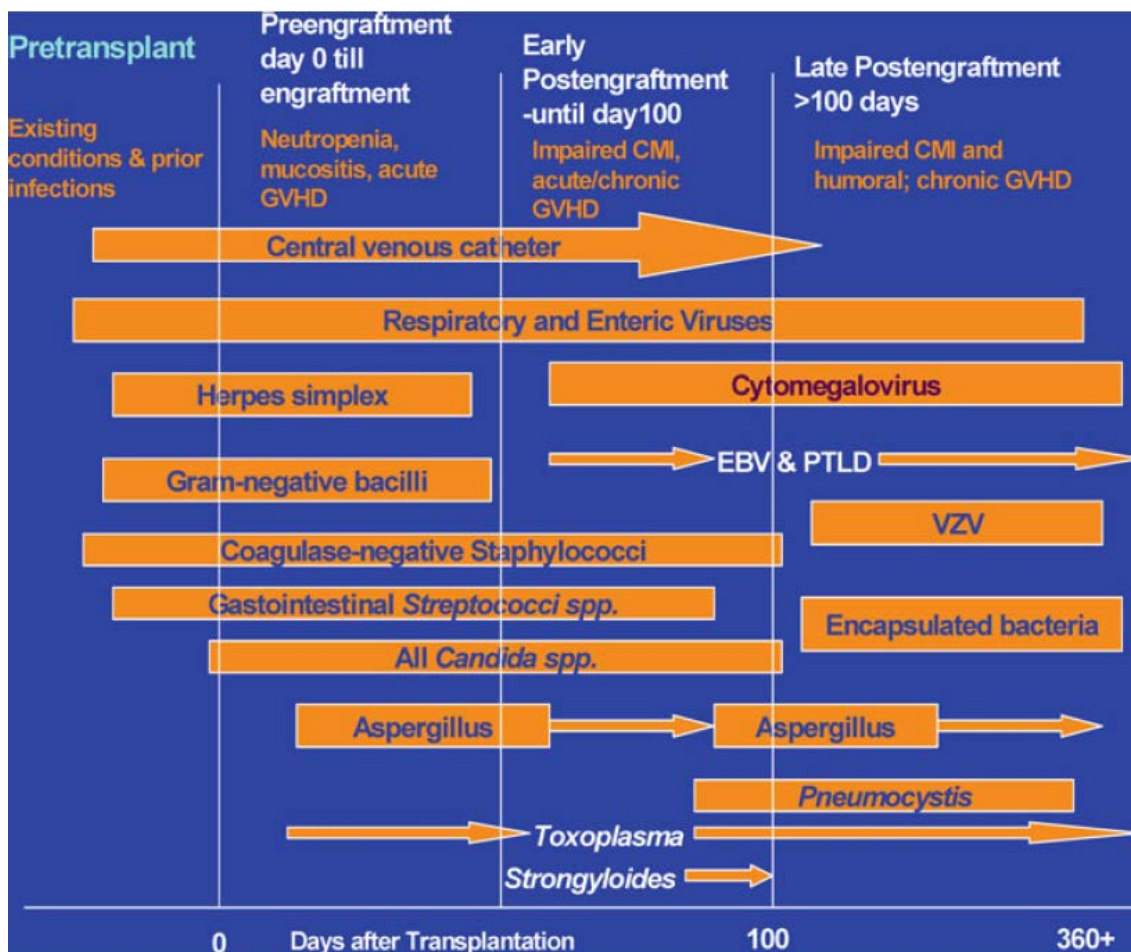 Pretransplant
Existing
conditions & prior
infections
Preengraftment
day 0 till
engraftment
Neutropenia,
mucositis, acute
GVHD
Early
Postengraftment
-until day100
Impaired CMI,
acute/chronic
GVHD
Late Postengraftment
>100 days
Impaired CMI and
humoral; chronic GVHD
Central venous catheter
Respiratory and Enteric Viruses
Herpes simplex
Cytomegalovirus
EBV & PTLD
Gram-negative bacilli
VZV
Coagulase-negative Staphylococci
Gastointestinal Streptococci spp.
Encapsulated bacteria
All Candida spp.
Aspergillus
Aspergillus
Pneumocystis
Toxoplasma
Strongyloides
0 Days after Transplantation 100 360+